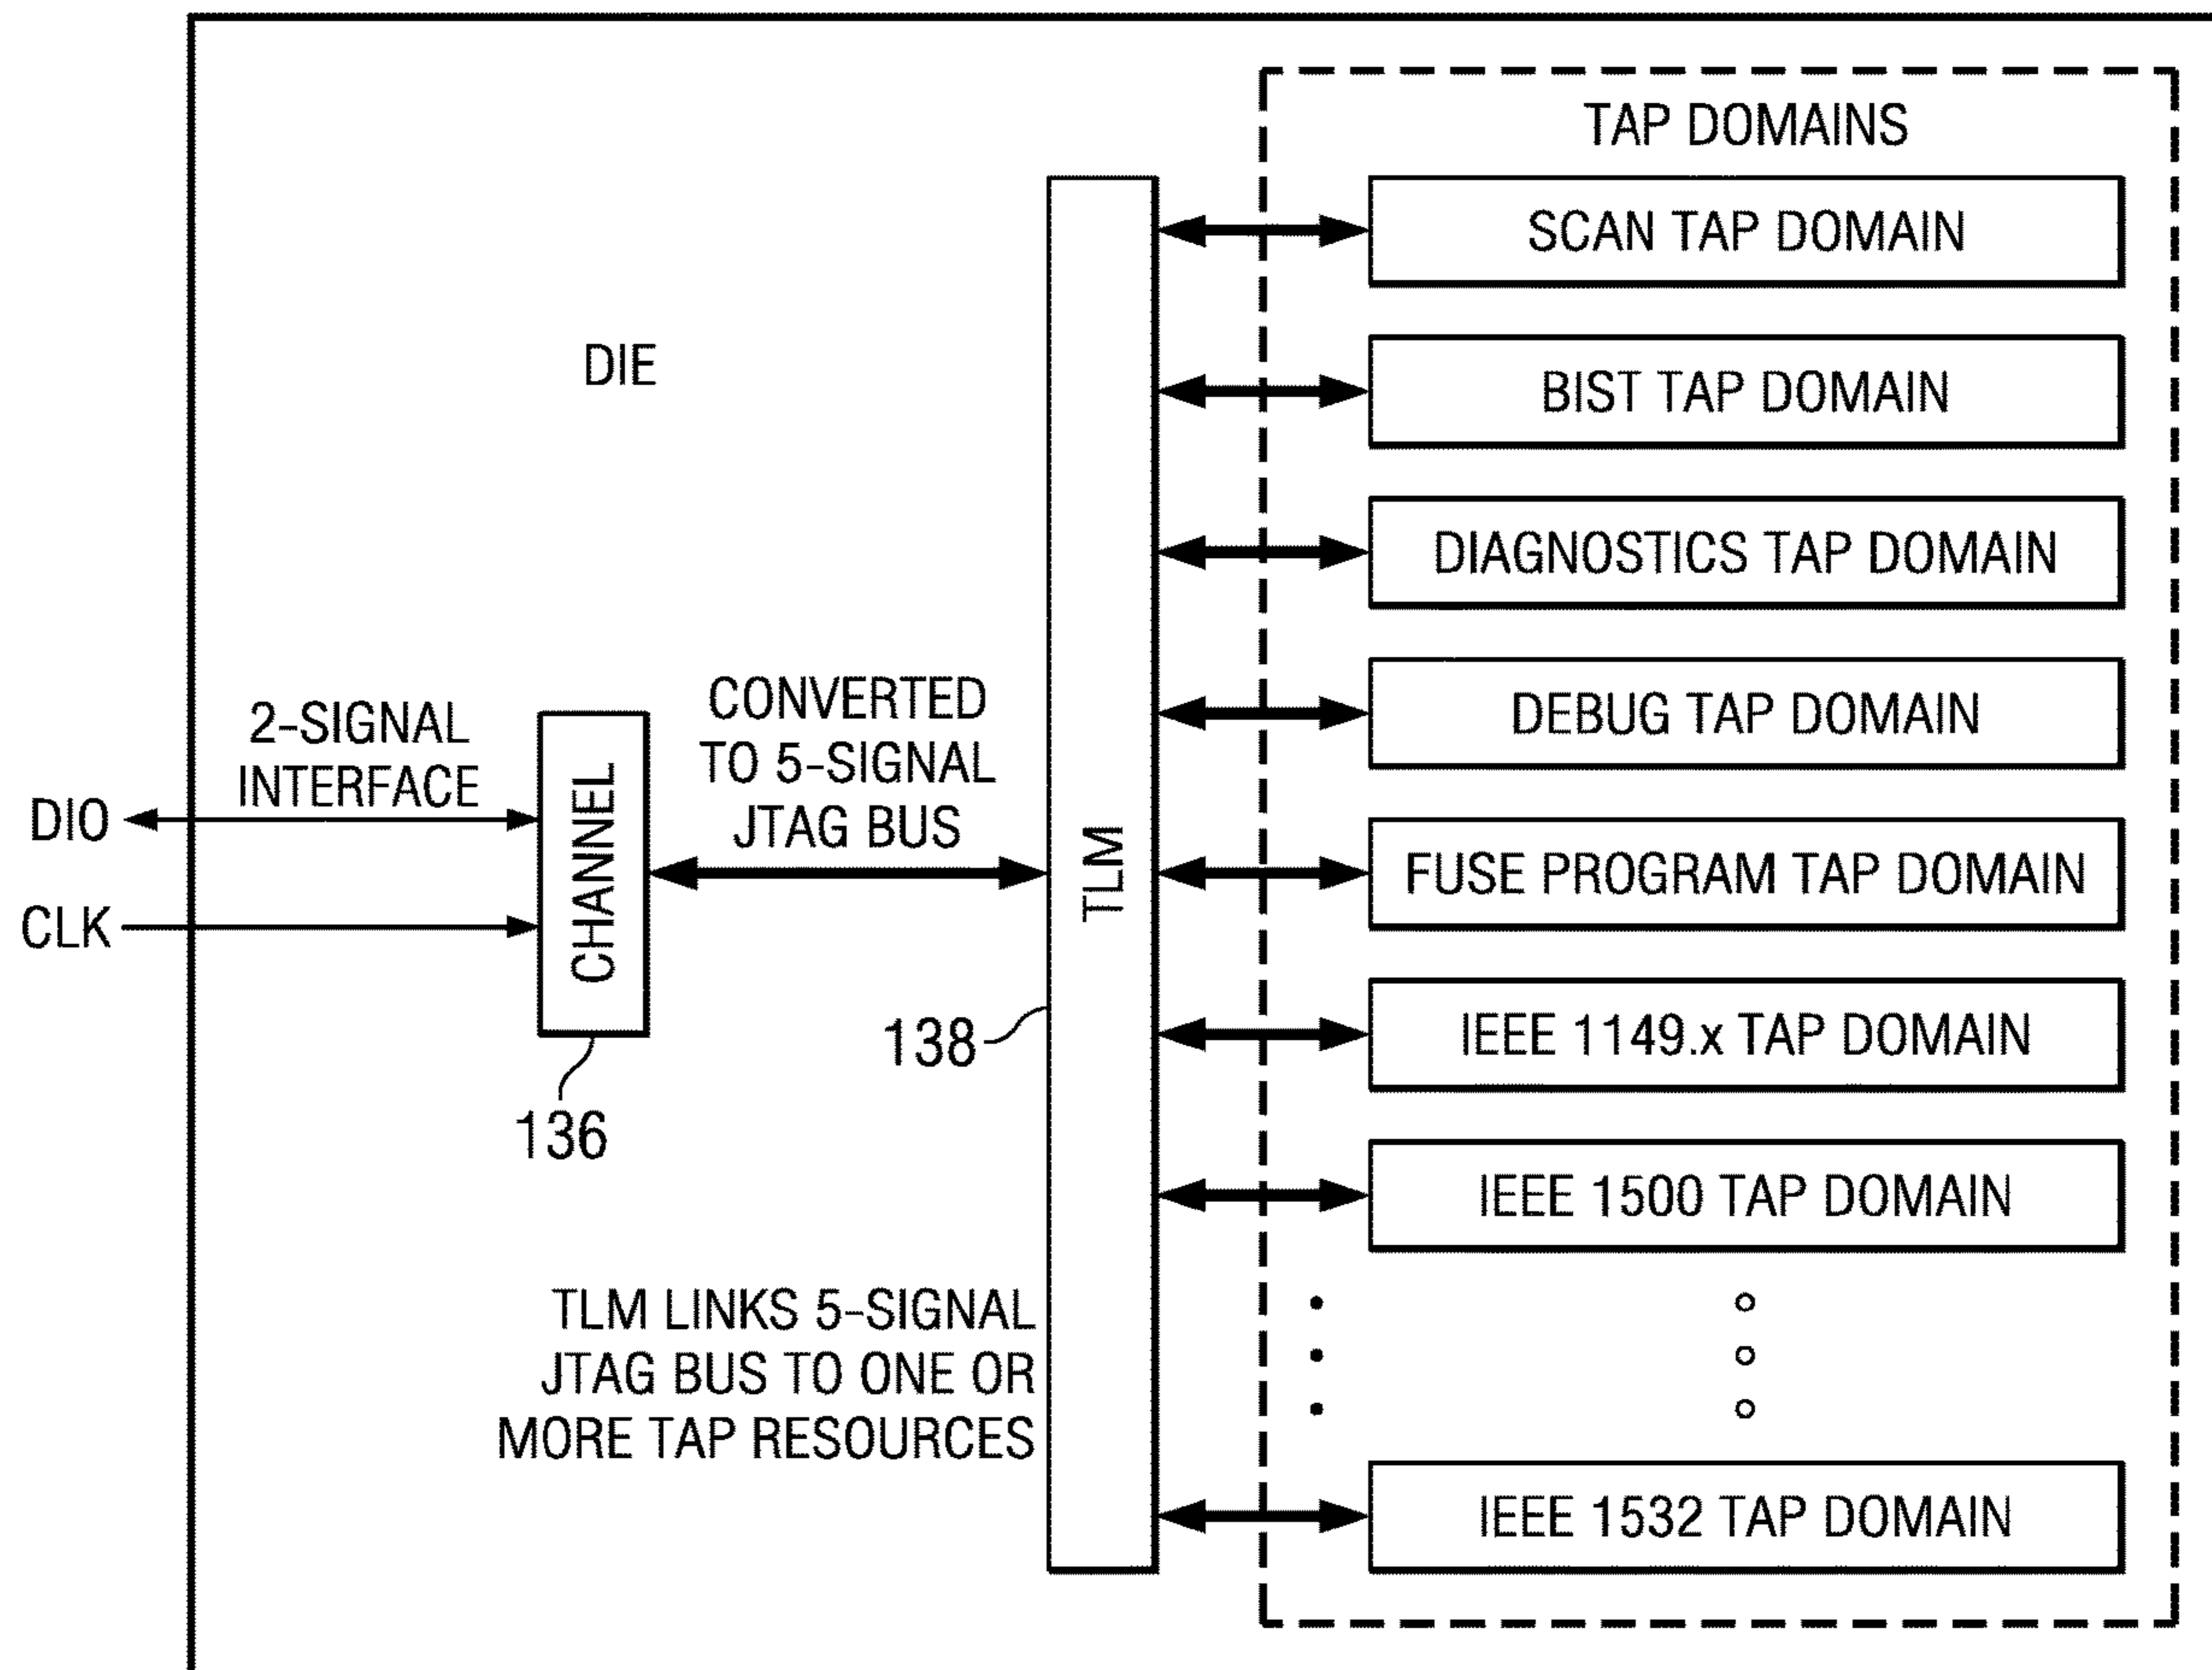 TAP DOMAINS
SCAN TAP DOMAIN
DIE
BIST TAP DOMAIN
DIAGNOSTICS TAP DOMAIN
DEBUG TAP DOMAIN
2-SIGNAL
INTERFACE
CONVERTED
TO 5-SIGNAL
JTAG BUS
DIO
CLK
CHANNEL
136
TLM
138
FUSE PROGRAM TAP DOMAIN
IEEE 1149.x TAP DOMAIN
IEEE 1500 TAP DOMAIN
TLM LINKS 5-SIGNAL
JTAG BUS TO ONE OR
MORE TAP RESOURCES
IEEE 1532 TAP DOMAIN